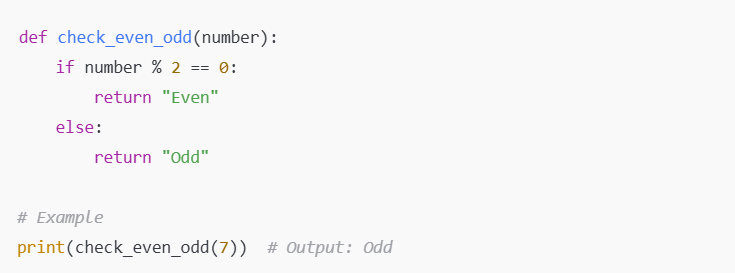 def check_even_odd(number):
    if number % 2 == 0:
        return "Even"
    else:
        return "Odd"

# Example
print(check_even_odd(7))  # Output: Odd